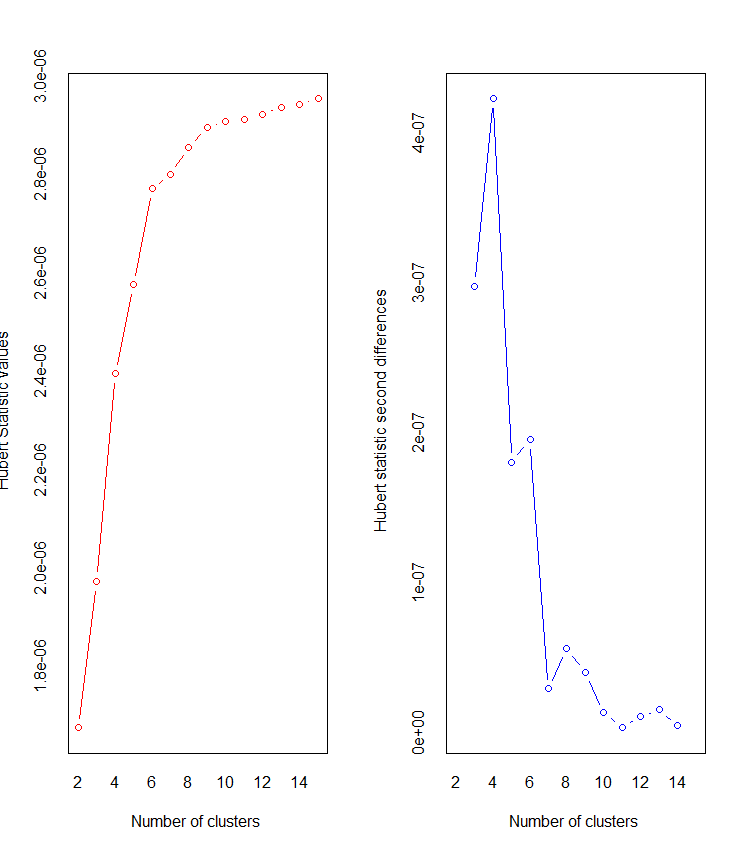 Hubert Statistic values
1.8e-06 2.0e-06 2.2e-06 2.4e-06 2.6e-06 2.8e-06 3.0e-06
2 4 6 8 10 12 14
Number of clusters
Hubert statistic second differences
0e+00 1e-07 2e-07 3e-07 4e-07
2 4 6 8 10 12 14
Number of clusters